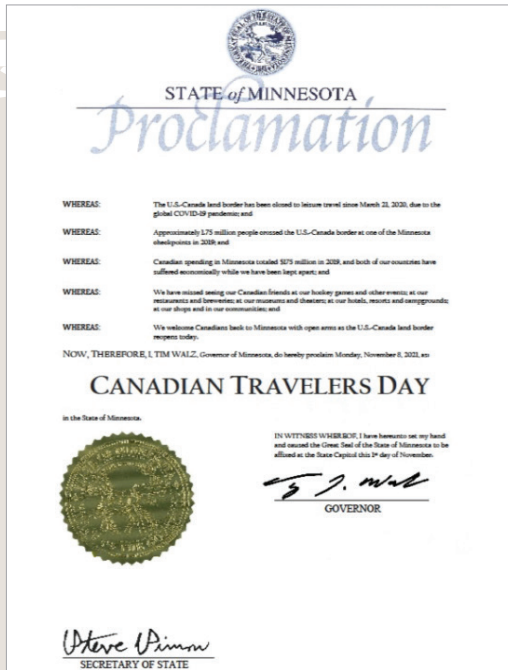 STATE of MINNESOTA
Proclamation
WHEREAS: The U.S.-Canada land border has been closed to leisure travel since March 21, 2020, due to the
global COVID-19 pandemic; and
WHEREAS: Approximately 1.75 million people crossed the U.S.-Canada border at one of the Minnesota
checkpoints in 2019; and
WHEREAS: Canadian spending in Minnesota totaled $175 million in 2019, and both of our countries have
suffered economically while we have been kept apart; and
WHEREAS: We have missed seeing our Canadian friends at our hockey games and other events; at our
restaurants and breweries; at our museums and theaters; at our hotels, resorts and campgrounds;
at our shops and in our communities; and
WHEREAS: We welcome Canadians back to Minnesota with open arms as the U.S.-Canada land border
reopens today.
NOW, THEREFORE, I, TIM WALZ, Governor of Minnesota, do hereby proclaim Monday, November 8, 2021, as
CANADIAN TRAVELERS DAY
in the State of Minnesota.
IN WITNESS WHEREOF, I have hereunto set my hand
and caused the Great Seal of the State of Minnesota to be
affixed at the State Capitol this 1st day of November.
GOVERNOR
Steve Simon
SECRETARY OF STATE